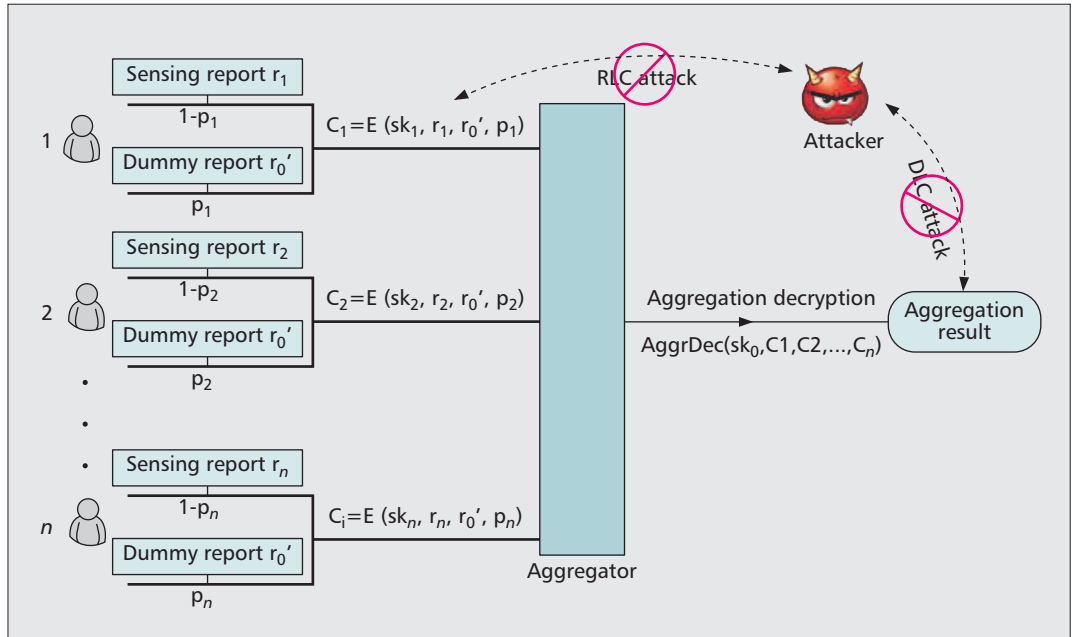 Sensing report r1
1-p1
1
Dummy report r0'
p1
C1=E (sk1, r1, r0', p1)
RLC attack
Attacker
DLC attack
Sensing report r2
1-p2
2
Dummy report r0'
p2
C2=E (sk2, r2, r0', p2)
Aggregation decryption
AggrDec(sk0,C1,C2,...,Cn)
Aggregation
result
Sensing report rn
1-pn
n
Dummy report r0'
pn
Ci=E (skn, rn, r0', pn)
Aggregator